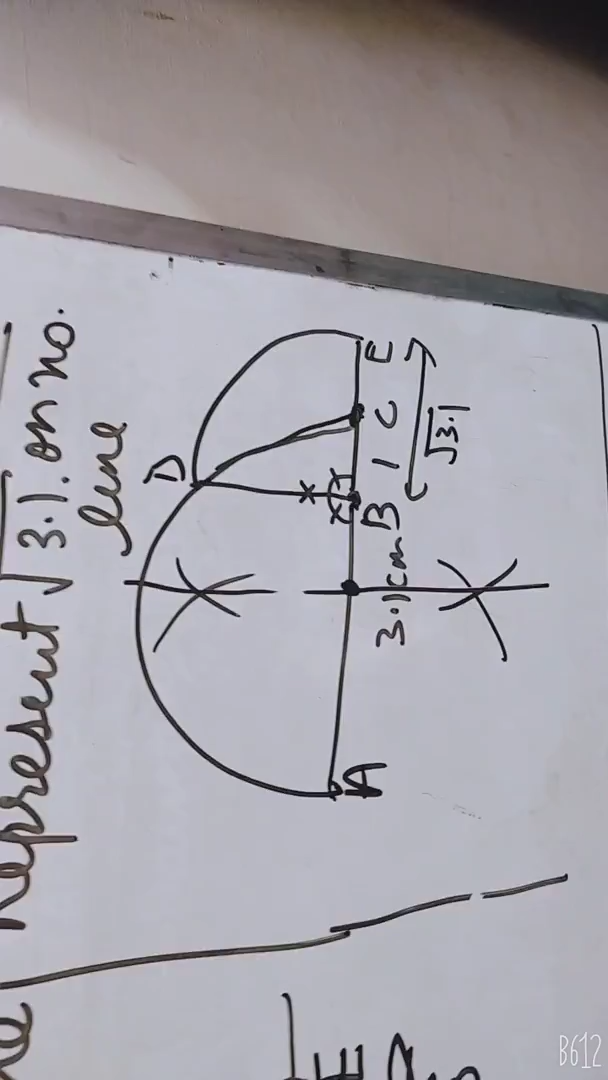 Represent √3.1. on no.
line
D
A
3.1cm
B
1
C
E
√3.1
B612